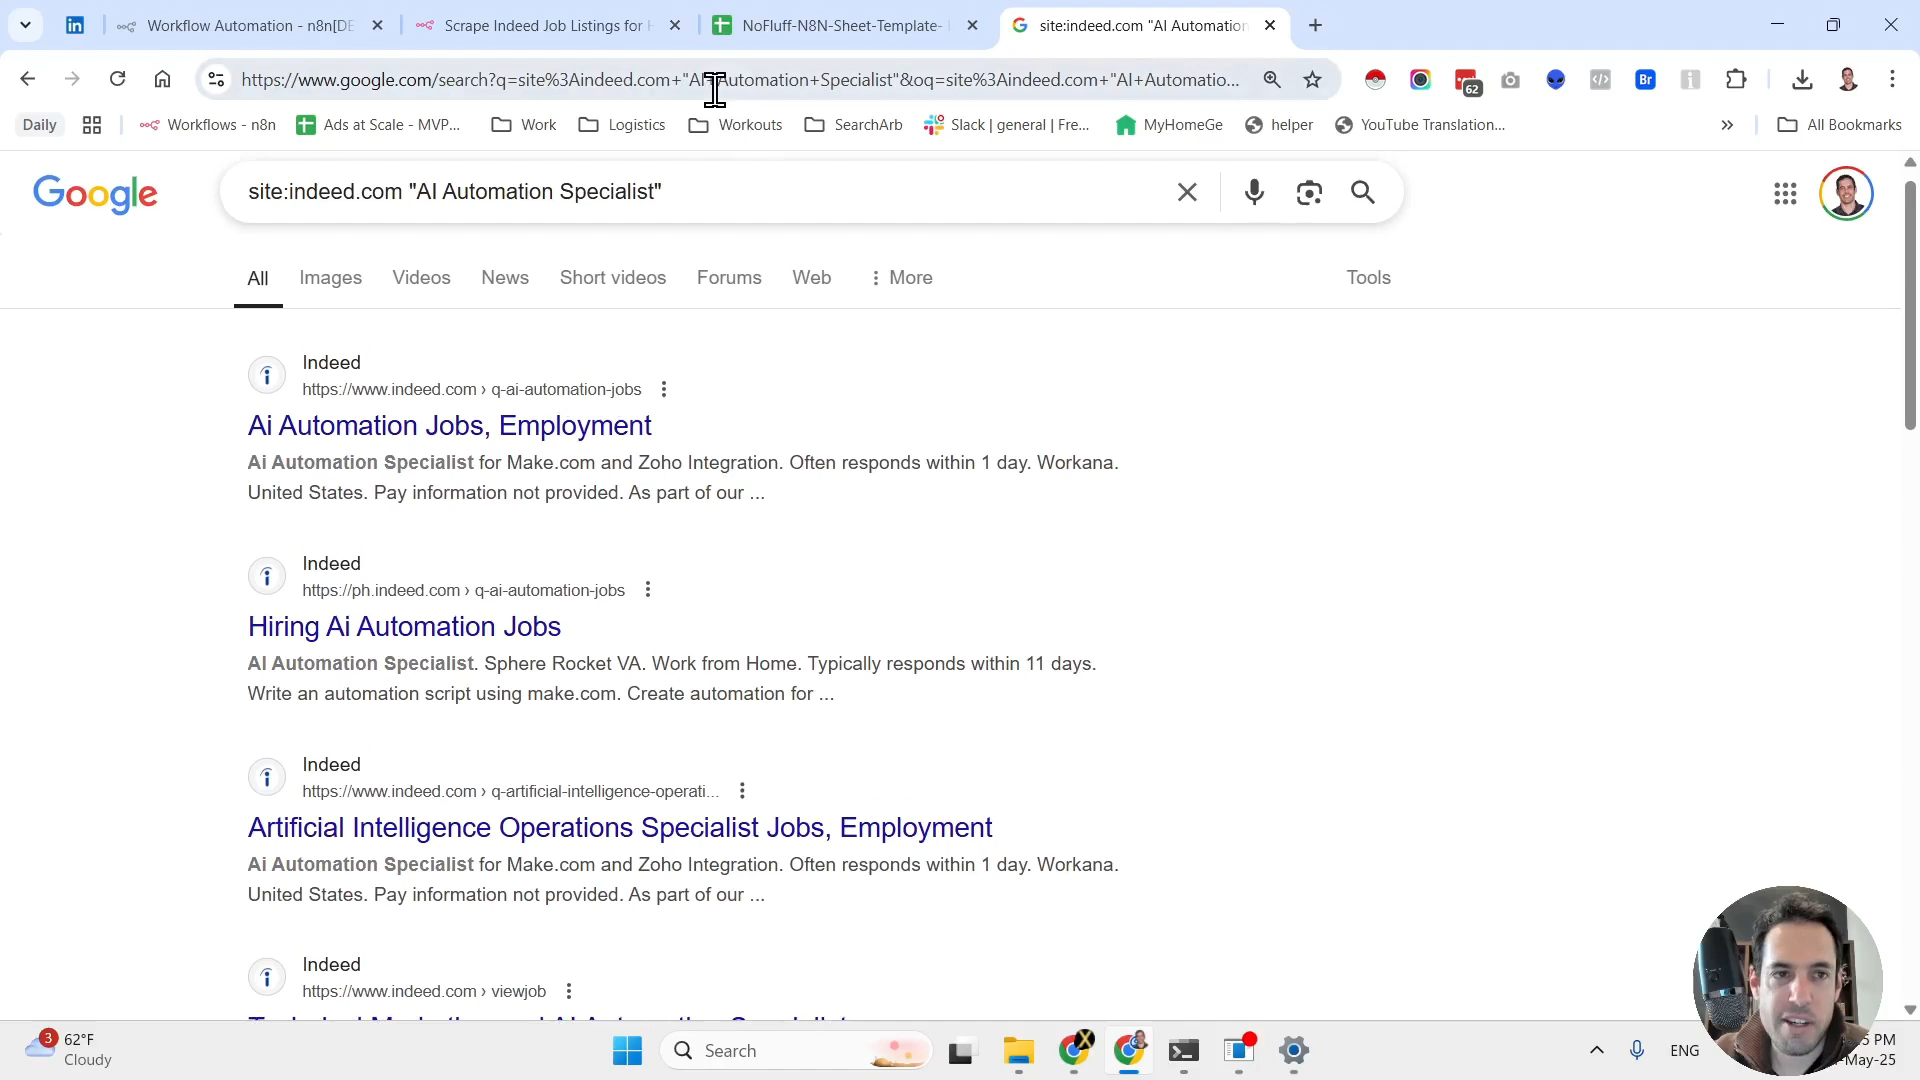 Workflow Automation - n8n[DE
Scrape Indeed Job Listings for H
NoFluff-N8N-Sheet-Template-
site:indeed.com "AI Automation
https://www.google.com/search?q=site%3Aindeed.com+"AI+Automation+Specialist"&oq=site%3Aindeed.com+"AI+Automatio...
62
Br
Daily
Workflows - n8n
Ads at Scale - MVP...
Work
Logistics
Workouts
SearchArb
Slack | general | Fre...
MyHomeGe
helper
YouTube Translation...
All Bookmarks
Google
site:indeed.com "AI Automation Specialist"
All
Images
Videos
News
Short videos
Forums
Web
More
Tools
Indeed
https://www.indeed.com › q-ai-automation-jobs
Ai Automation Jobs, Employment
Ai Automation Specialist for Make.com and Zoho Integration. Often responds within 1 day. Workana.
United States. Pay information not provided. As part of our ...
Indeed
https://ph.indeed.com › q-ai-automation-jobs
Hiring Ai Automation Jobs
AI Automation Specialist. Sphere Rocket VA. Work from Home. Typically responds within 11 days.
Write an automation script using make.com. Create automation for ...
Indeed
https://www.indeed.com › q-artificial-intelligence-operati...
Artificial Intelligence Operations Specialist Jobs, Employment
Ai Automation Specialist for Make.com and Zoho Integration. Often responds within 1 day. Workana.
United States. Pay information not provided. As part of our ...
Indeed
https://www.indeed.com › viewjob
3
62°F
Cloudy
Search
ENG
5 PM
-May-25